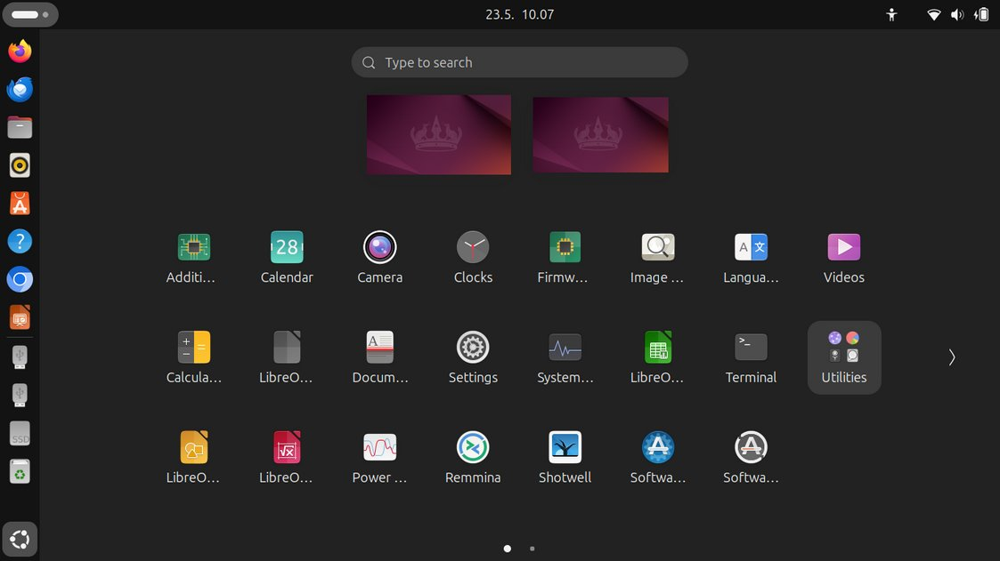 23.5. 10.07
Type to search
28
A 文
Additi…
Calendar
Camera
Clocks
Firmw…
Image …
Langua…
Videos
A
>_
Calcula…
LibreO…
Docum…
Settings
System…
LibreO…
Terminal
Utilities
SSD
√x
LibreO…
LibreO…
Power …
Remmina
Shotwell
Softwa…
Softwa…